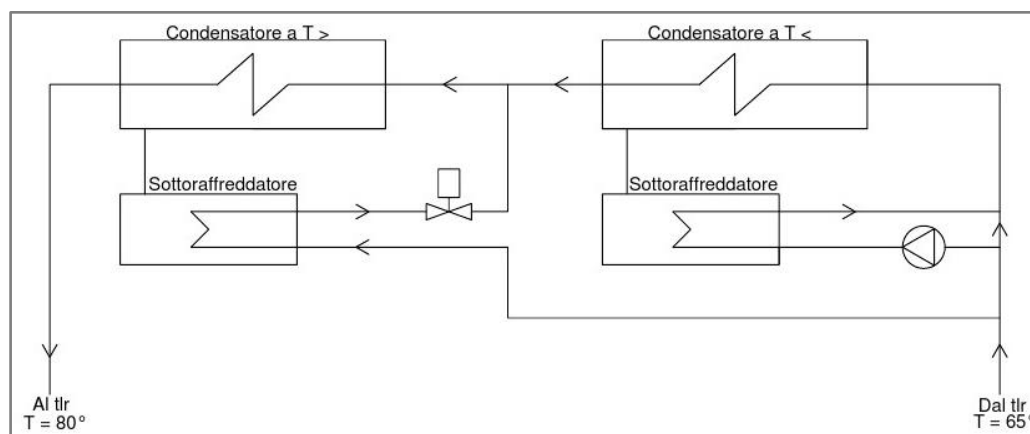 Condensatore a T >
Condensatore a T <
Sottoraffreddatore
Sottoraffreddatore
Al tlr
T = 80°
Dal tlr
T = 65°